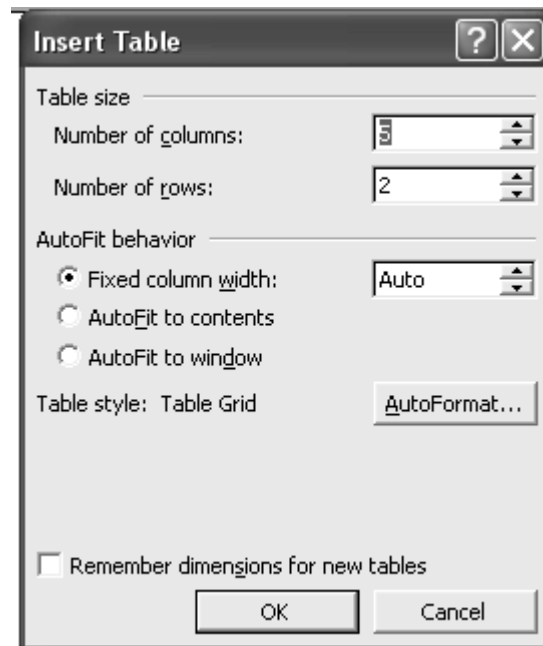 Insert Table
Table size
Number of columns: 5
Number of rows: 2
AutoFit behavior
Fixed column width: Auto
AutoFit to contents
AutoFit to window
Table style: Table Grid AutoFormat...
Remember dimensions for new tables
OK Cancel